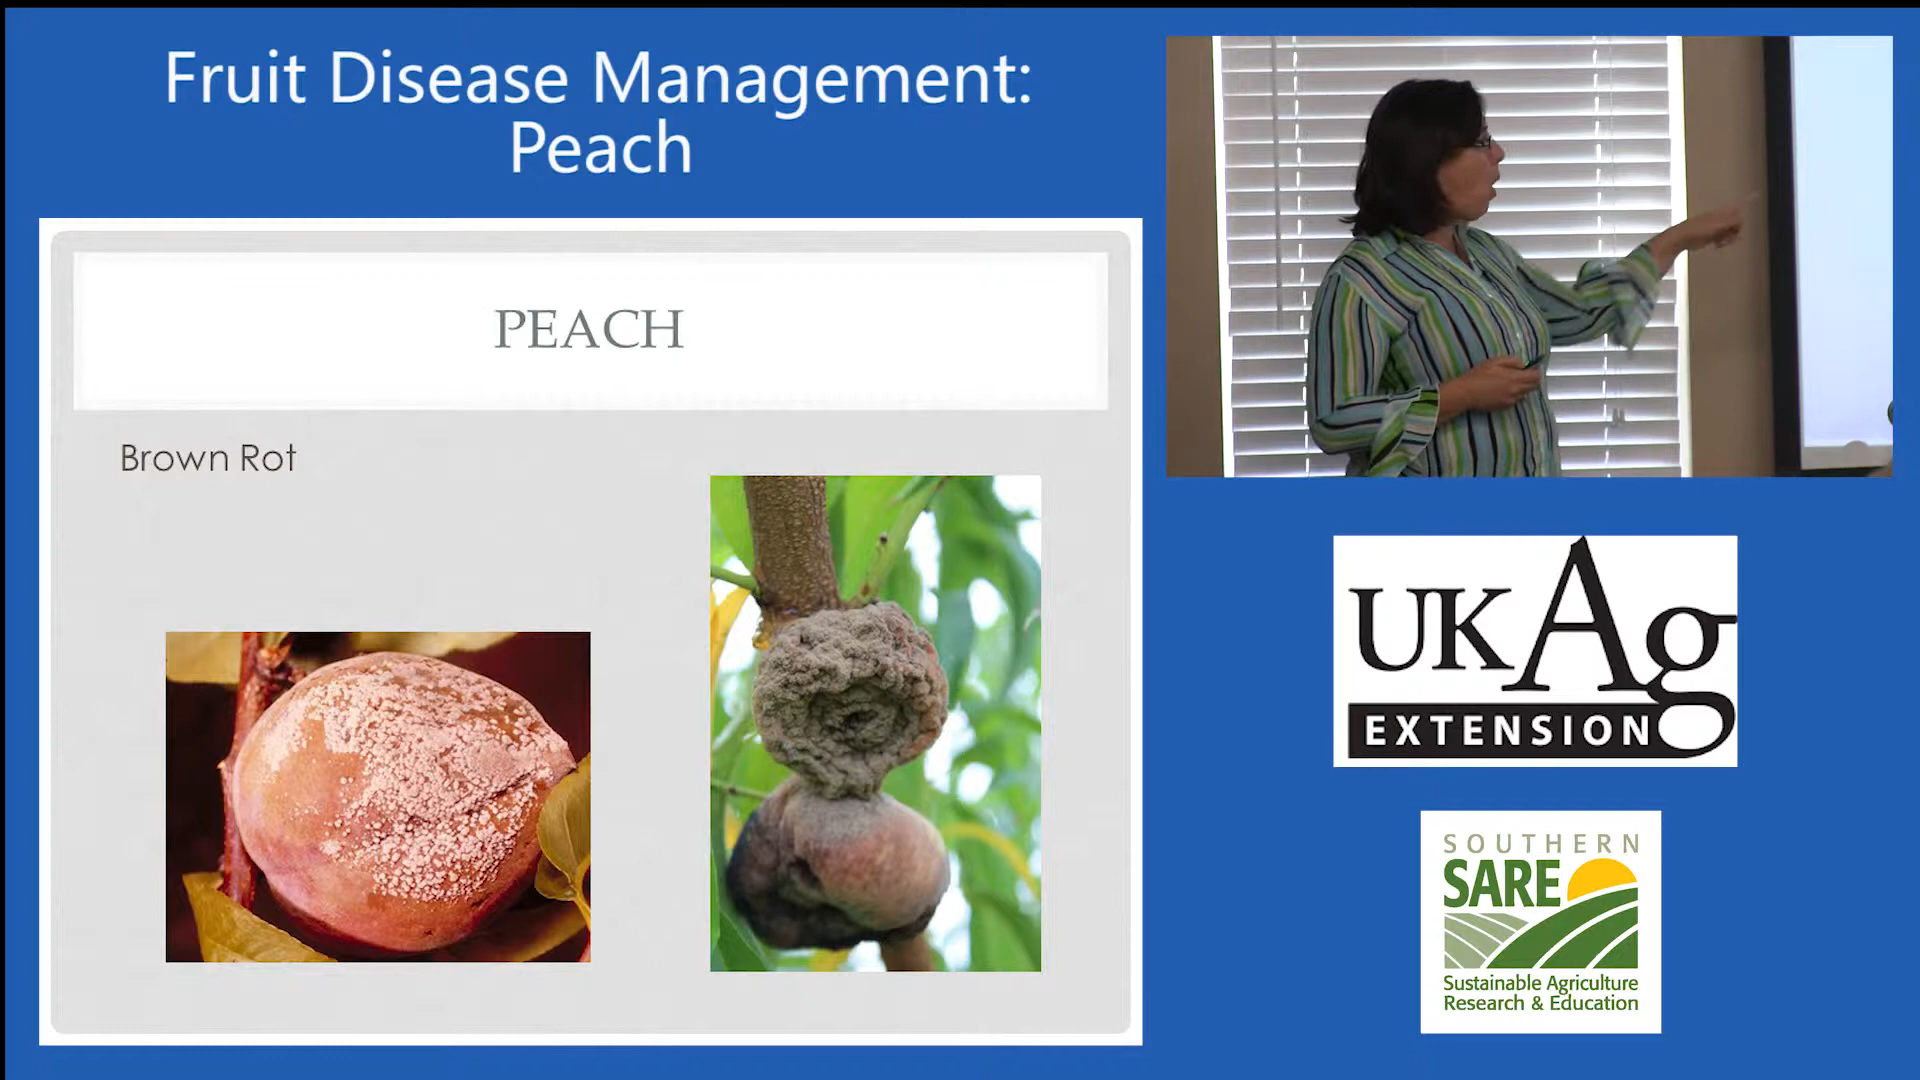 Fruit Disease Management:
Peach
PEACH
Brown Rot
UKAg
EXTENSION
SOUTHERN
SARE
Sustainable Agriculture
Research & Education